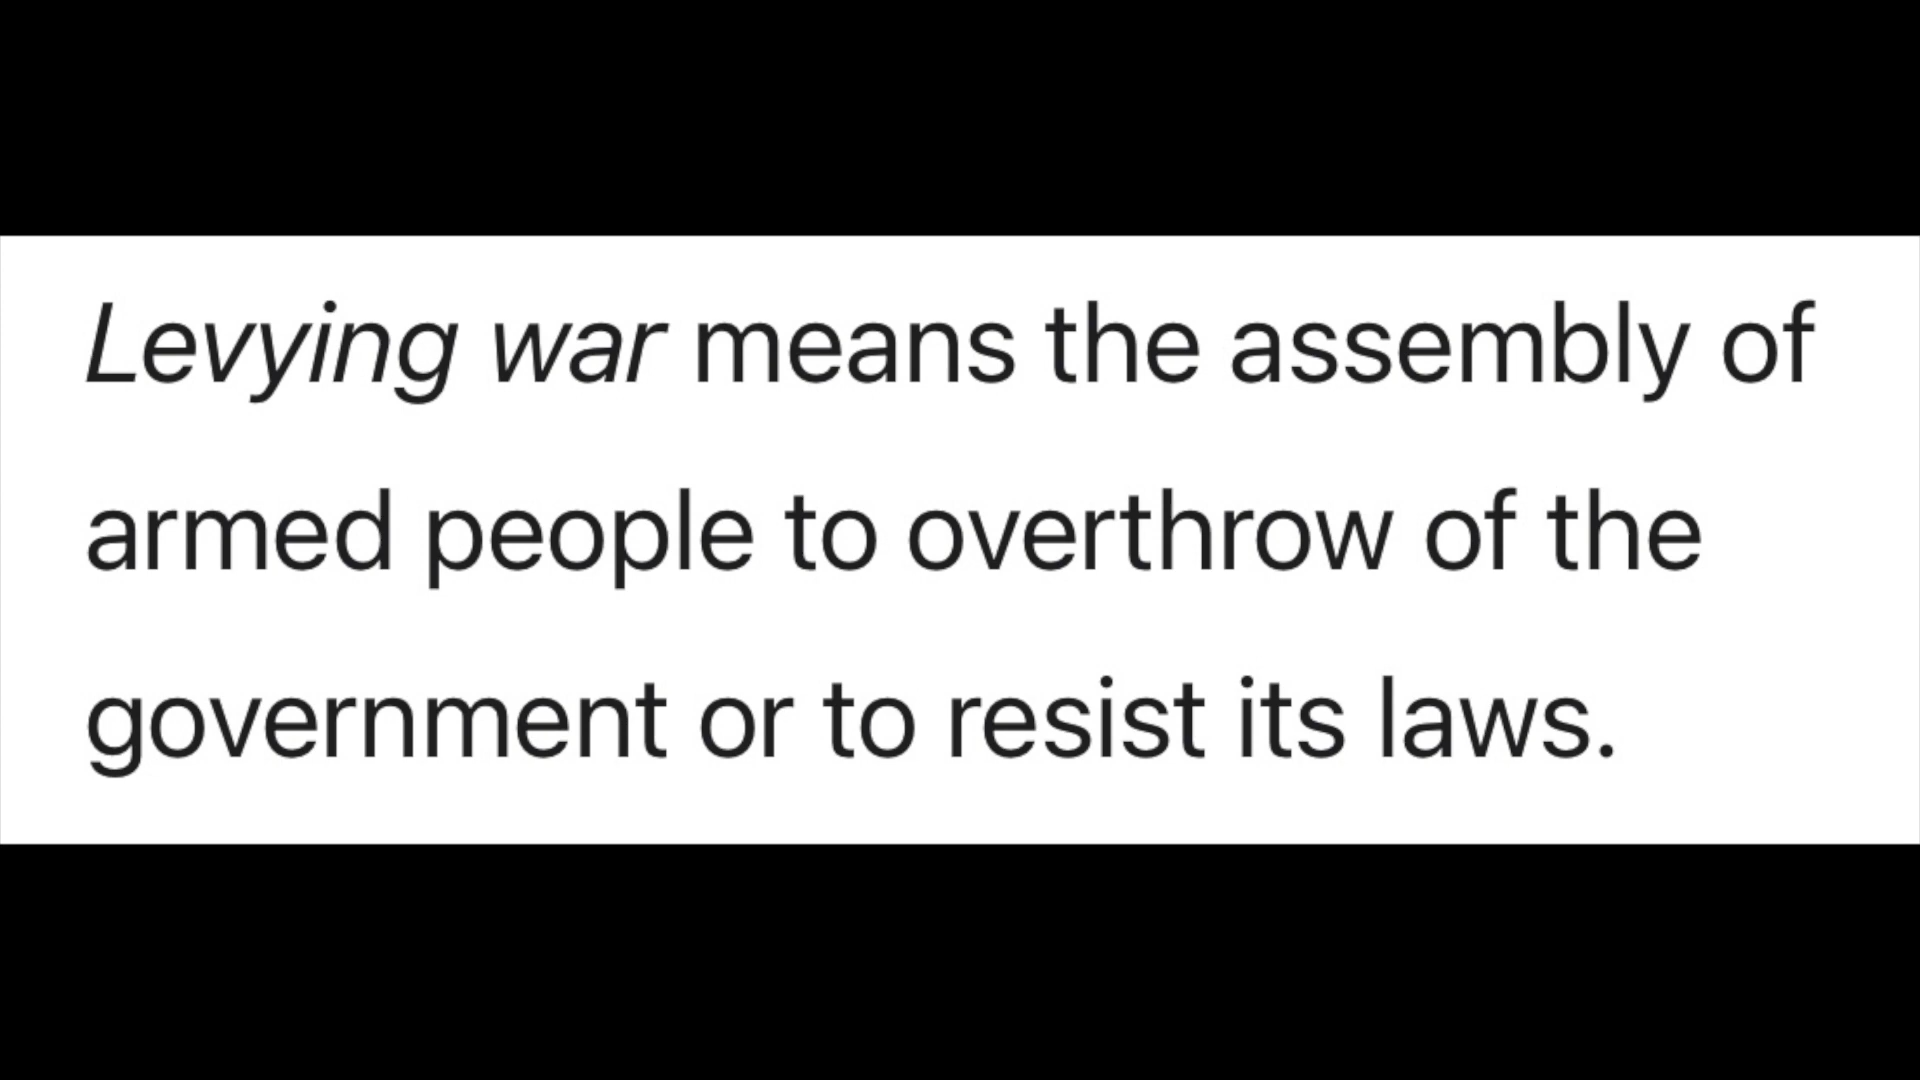 Levying war means the assembly of
armed people to overthrow of the
government or to resist its laws.